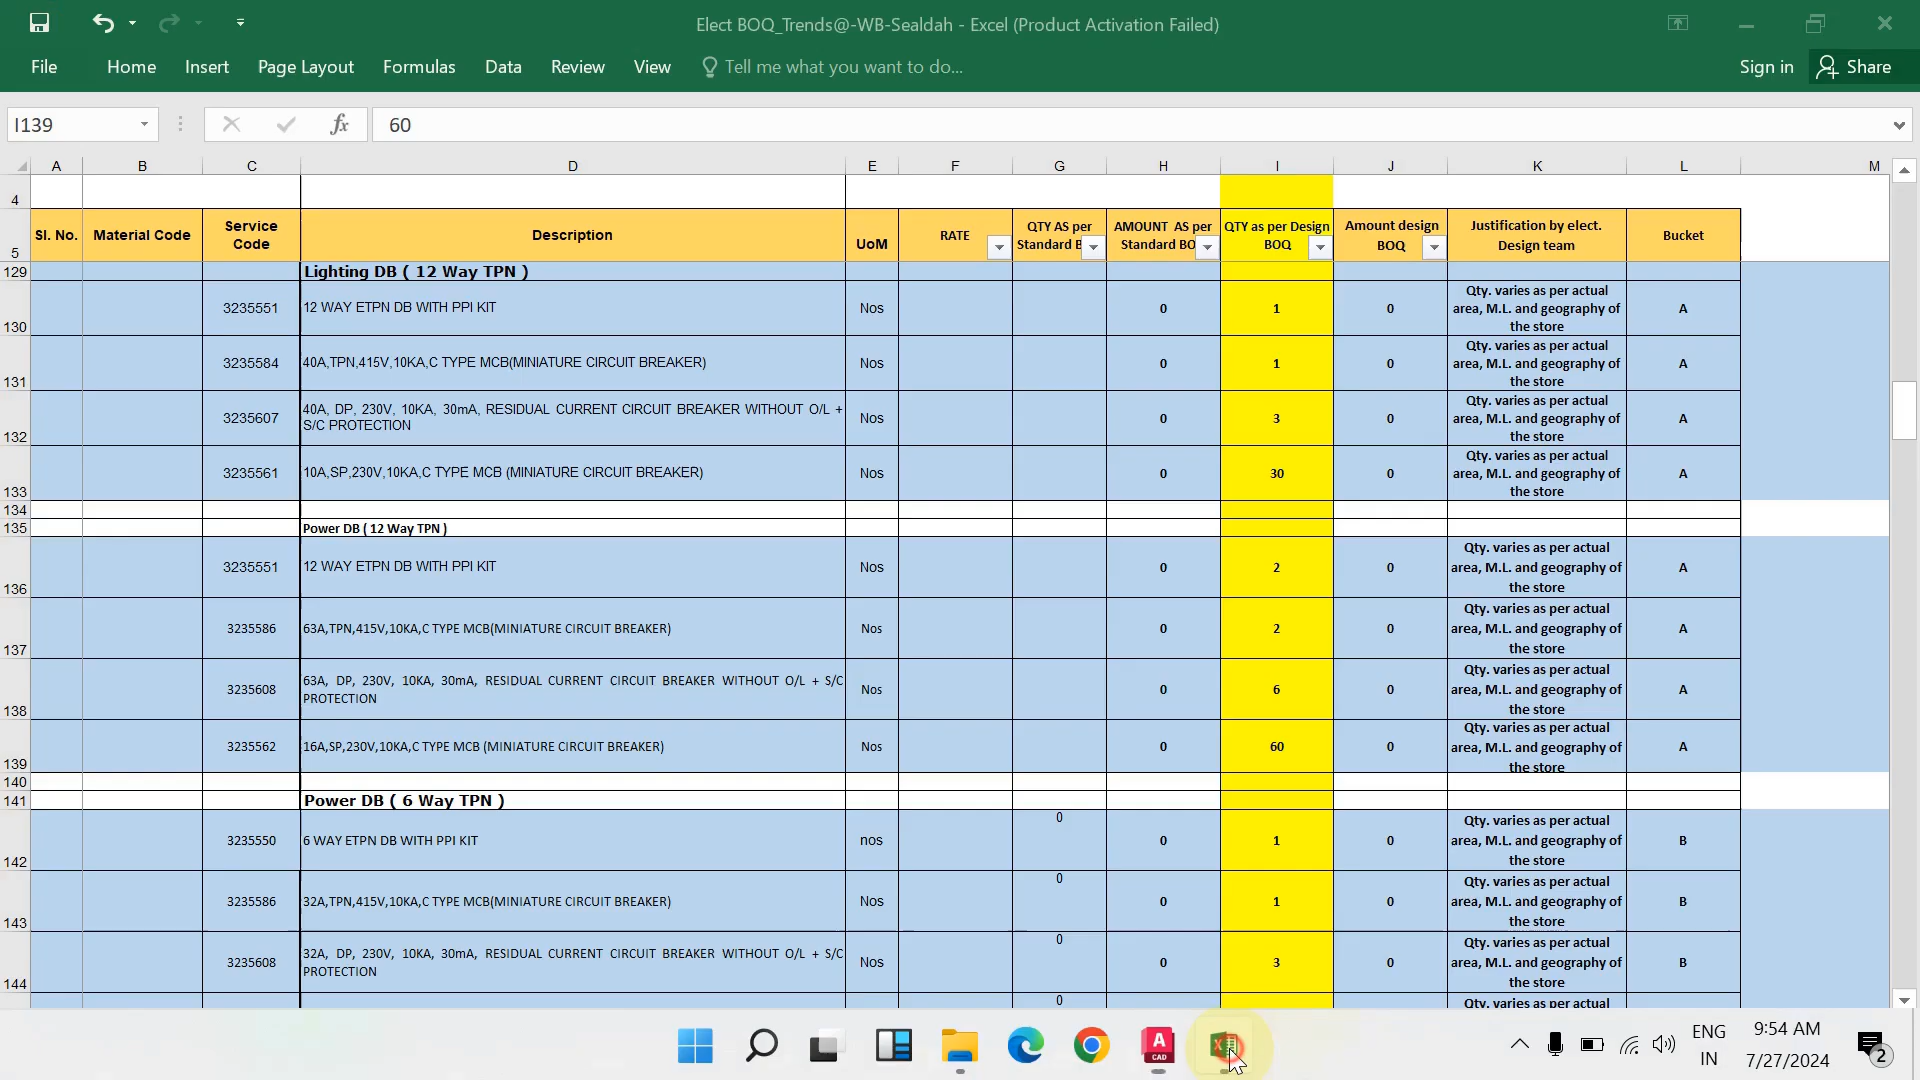 Elect BOQ_Trends@-WB-Sealdah - Excel (Product Activation Failed)
File Home Insert Page Layout Formulas Data Review View Tell me what you want to do... Sign in Share
I139 fx 60
A B C D E F G H I J K L M
4
5 Sl. No. Material Code Service Code Description UoM RATE QTY AS per Standard B AMOUNT AS per Standard BO QTY as per Design BOQ Amount design BOQ Justification by elect. Design team Bucket
129 Lighting DB ( 12 Way TPN )
130 3235551 12 WAY ETPN DB WITH PPI KIT Nos 0 1 0 Qty. varies as per actual area, M.L. and geography of the store A
131 3235584 40A,TPN,415V,10KA,C TYPE MCB(MINIATURE CIRCUIT BREAKER) Nos 0 1 0 Qty. varies as per actual area, M.L. and geography of the store A
132 3235607 40A, DP, 230V, 10KA, 30mA, RESIDUAL CURRENT CIRCUIT BREAKER WITHOUT O/L + S/C PROTECTION Nos 0 3 0 Qty. varies as per actual area, M.L. and geography of the store A
133 3235561 10A,SP,230V,10KA,C TYPE MCB (MINIATURE CIRCUIT BREAKER) Nos 0 30 0 Qty. varies as per actual area, M.L. and geography of the store A
134
135 Power DB ( 12 Way TPN )
136 3235551 12 WAY ETPN DB WITH PPI KIT Nos 0 2 0 Qty. varies as per actual area, M.L. and geography of the store A
137 3235586 63A,TPN,415V,10KA,C TYPE MCB(MINIATURE CIRCUIT BREAKER) Nos 0 2 0 Qty. varies as per actual area, M.L. and geography of the store A
138 3235608 63A, DP, 230V, 10KA, 30mA, RESIDUAL CURRENT CIRCUIT BREAKER WITHOUT O/L + S/C PROTECTION Nos 0 6 0 Qty. varies as per actual area, M.L. and geography of the store A
139 3235562 16A,SP,230V,10KA,C TYPE MCB (MINIATURE CIRCUIT BREAKER) Nos 0 60 0 Qty. varies as per actual area, M.L. and geography of the store A
140
141 Power DB ( 6 Way TPN )
142 3235550 6 WAY ETPN DB WITH PPI KIT nos 0 0 1 0 Qty. varies as per actual area, M.L. and geography of the store B
143 3235586 32A,TPN,415V,10KA,C TYPE MCB(MINIATURE CIRCUIT BREAKER) Nos 0 0 1 0 Qty. varies as per actual area, M.L. and geography of the store B
144 3235608 32A, DP, 230V, 10KA, 30mA, RESIDUAL CURRENT CIRCUIT BREAKER WITHOUT O/L + S/C PROTECTION Nos 0 0 3 0 Qty. varies as per actual area, M.L. and geography of the store B
0 Qty. varies as per actual
A CAD ENG IN 9:54 AM 7/27/2024 2